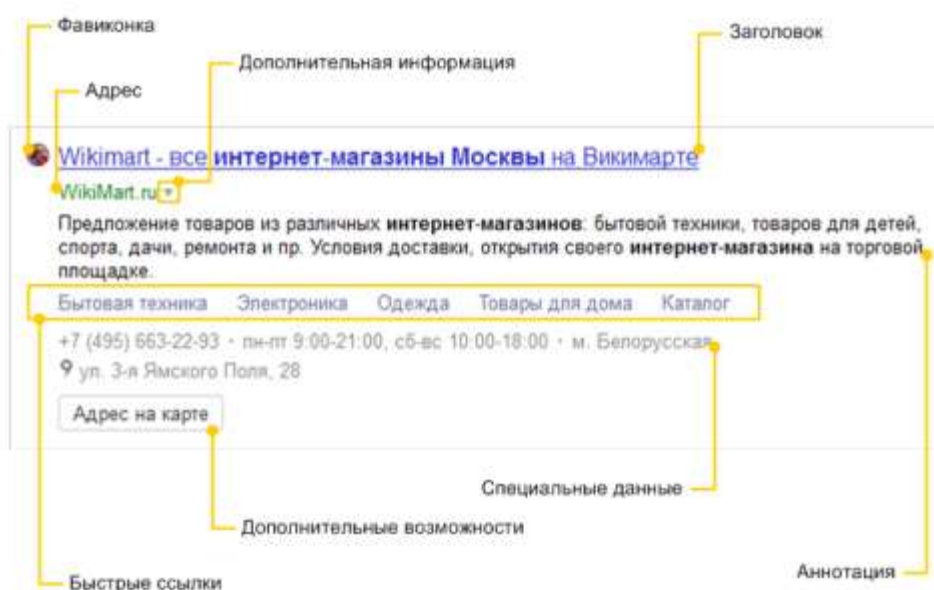 Фавиконка
Заголовок
Дополнительная информация
Адрес
Wikimart - все интернет-магазины Москвы на Викимарте
WikiMart.ru
Предложение товаров из различных интернет-магазинов: бытовой техники, товаров для детей,
спорта, дачи, ремонта и пр. Условия доставки, открытия своего интернет-магазина на торговой
площадке.
Бытовая техника Электроника Одежда Товары для дома Каталог
+7 (495) 663-22-93 · пн-пт 9:00-21:00, сб-вс 10:00-18:00 · м. Белорусская
ул. 3-я Ямского Поля, 28
Адрес на карте
Специальные данные
Дополнительные возможности
Аннотация
Быстрые ссылки